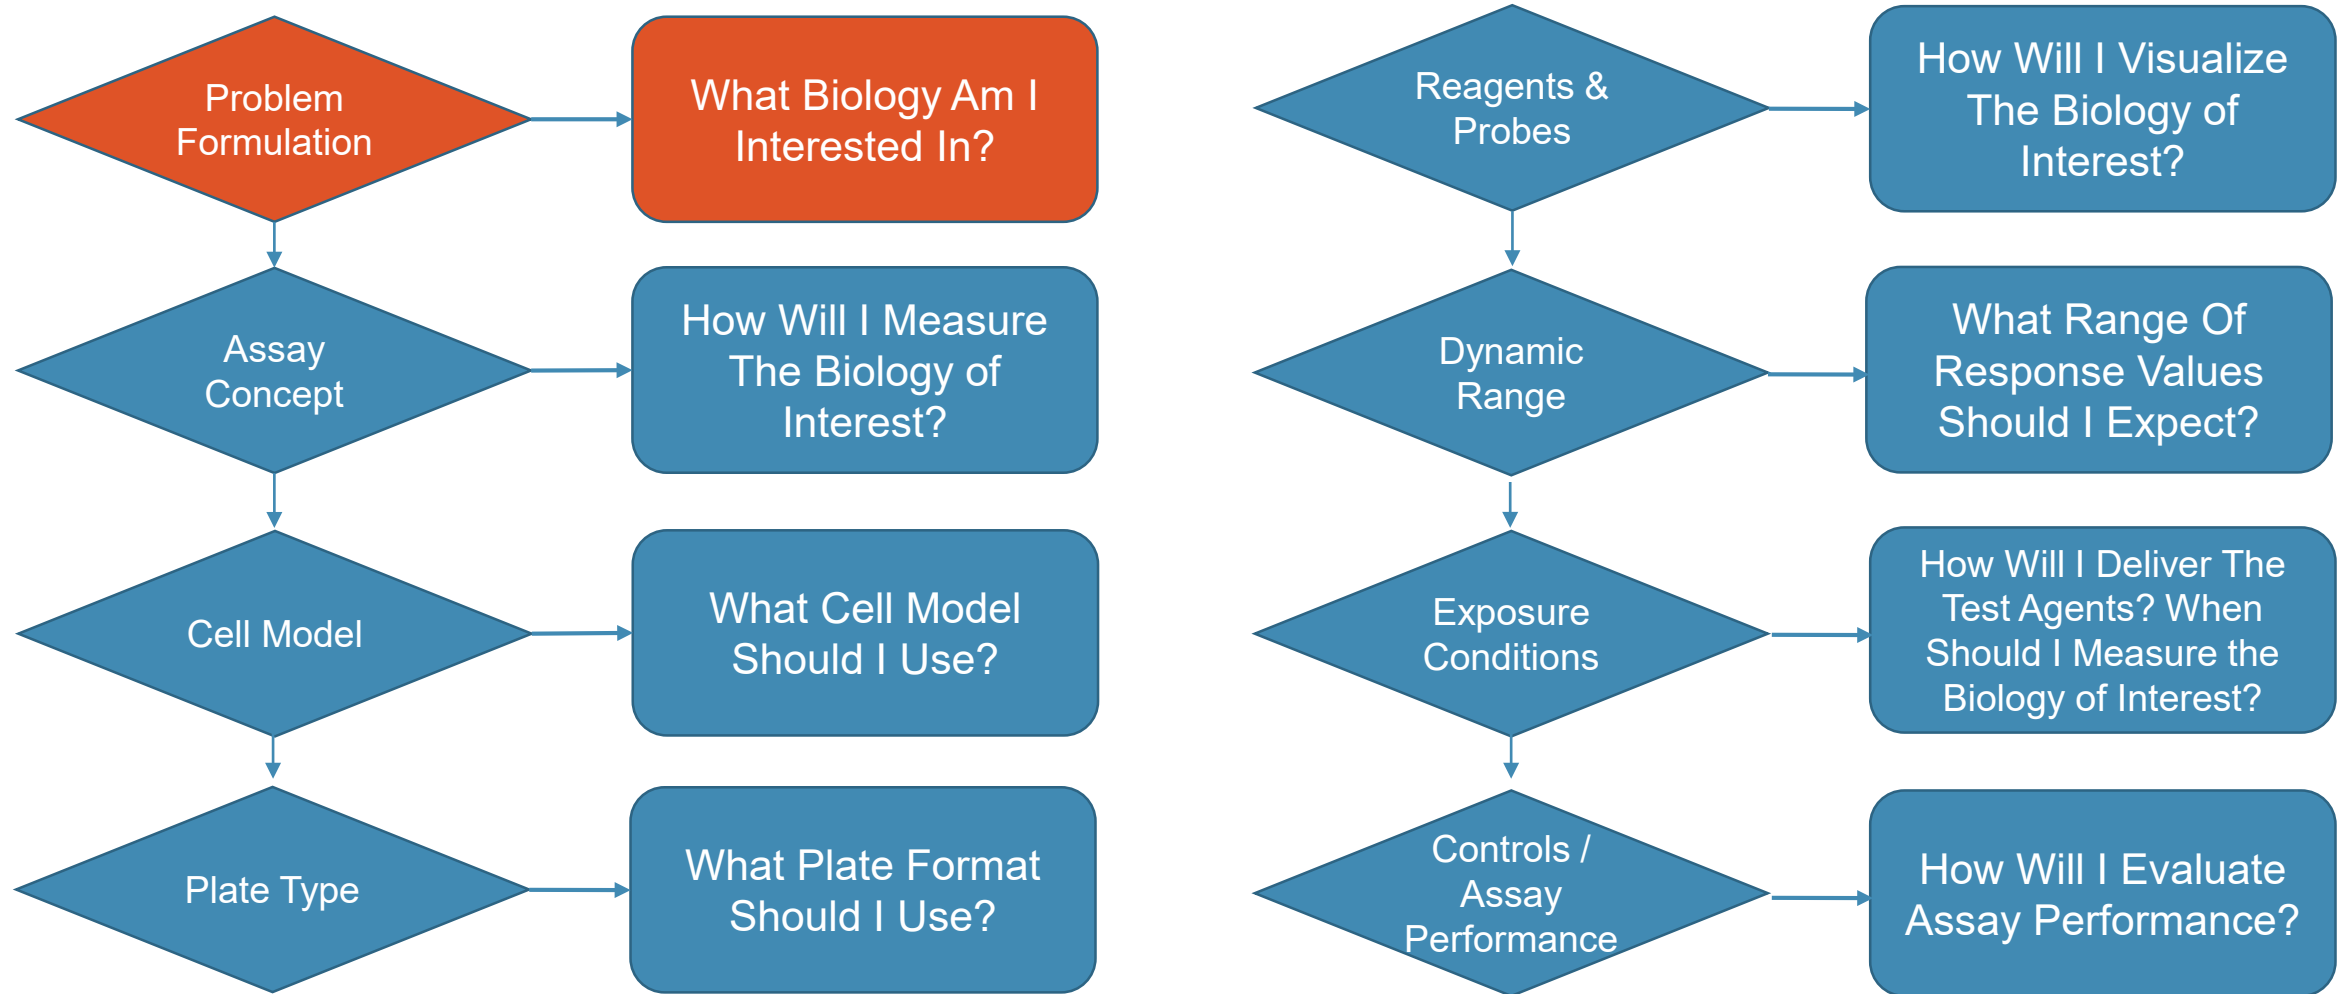 Problem
Formulation
What Biology Am I
Interested In?
Assay
Concept
How Will I Measure
The Biology of
Interest?
Cell Model
What Cell Model
Should I Use?
Plate Type
What Plate Format
Should I Use?
Reagents &
Probes
How Will I Visualize
The Biology of
Interest?
Dynamic
Range
What Range Of
Response Values
Should I Expect?
Exposure
Conditions
How Will I Deliver The
Test Agents? When
Should I Measure the
Biology of Interest?
Controls /
Assay
Performance
How Will I Evaluate
Assay Performance?